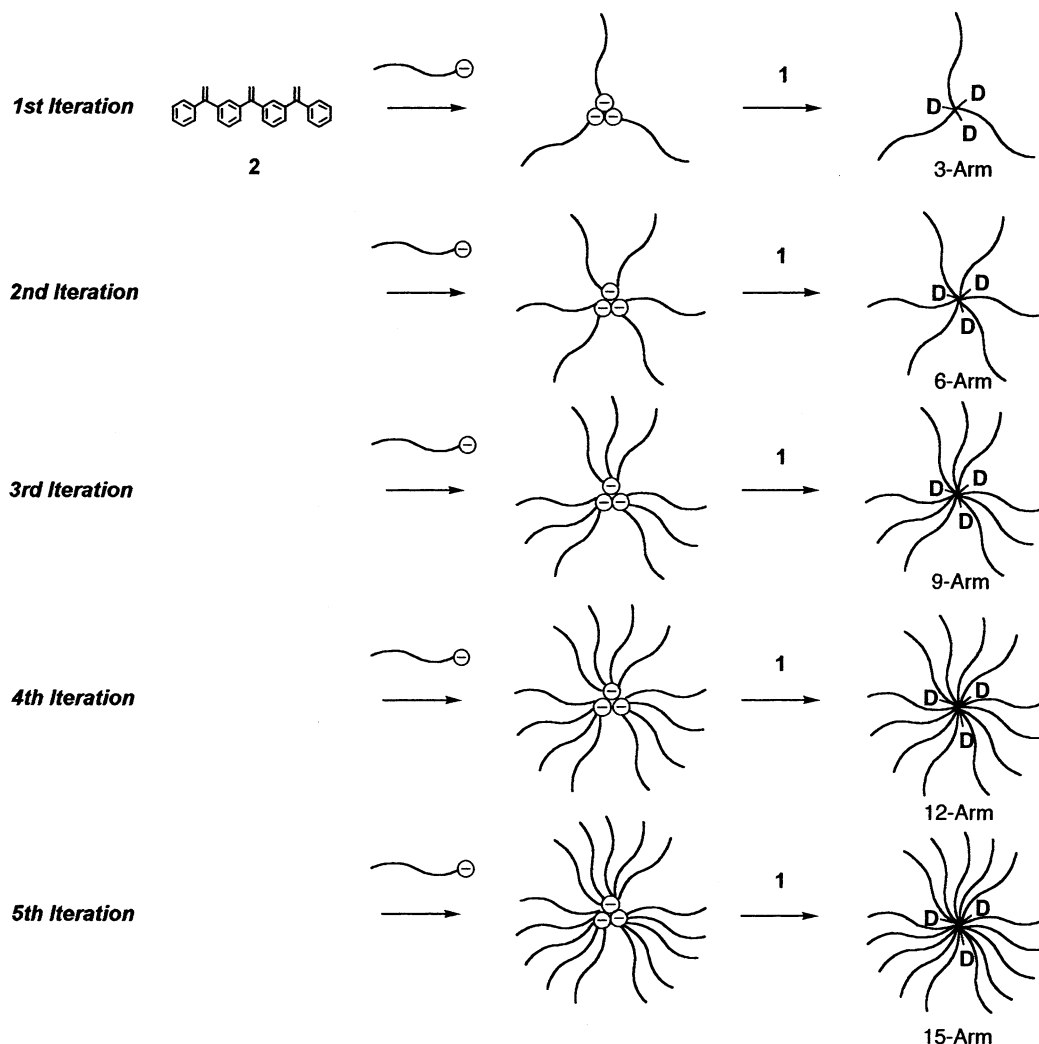 1
1st Iteration
D
D
D
2
3-Arm
1
2nd Iteration
D
D
D
6-Arm
1
3rd Iteration
D
D
D
9-Arm
1
4th Iteration
D
D
D
12-Arm
1
5th Iteration
D
D
D
15-Arm